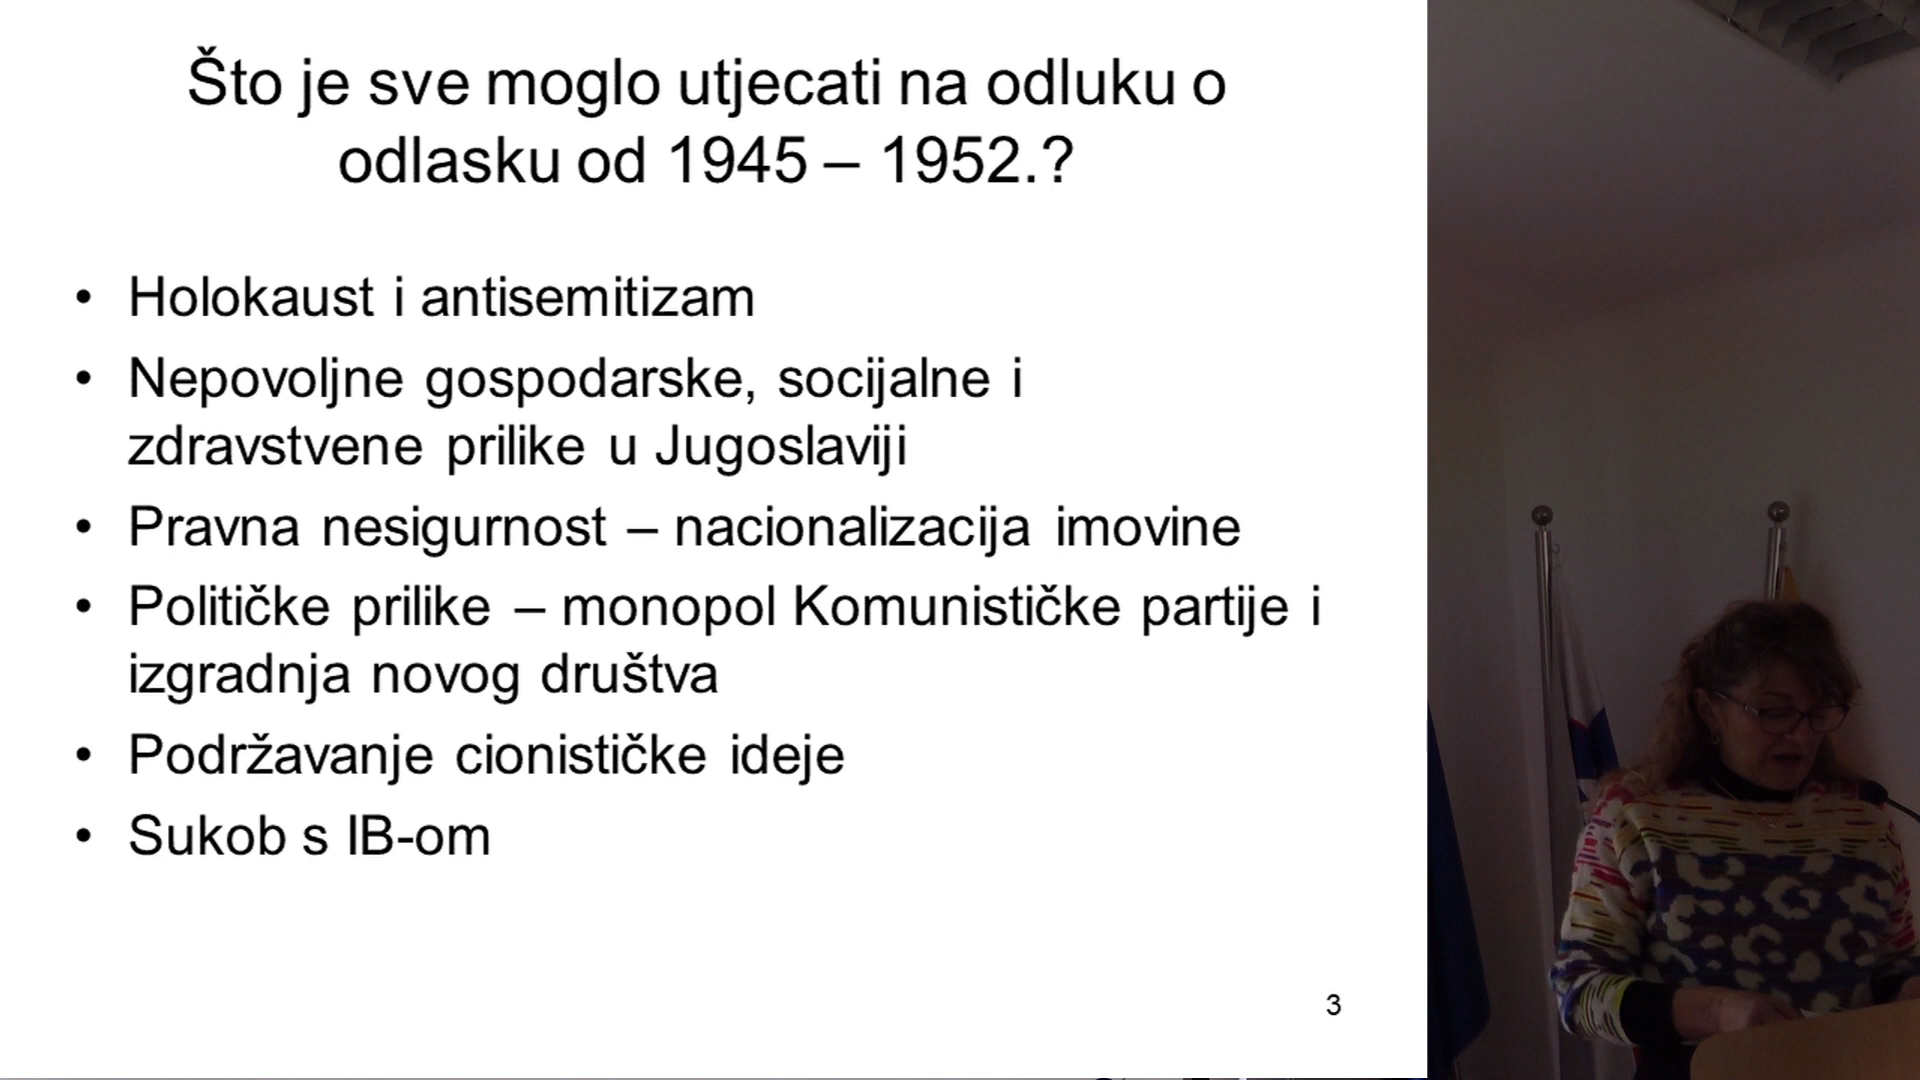 Što je sve moglo utjecati na odluku o
odlasku od 1945 – 1952.?
• Holokaust i antisemitizam
• Nepovoljne gospodarske, socijalne i
zdravstvene prilike u Jugoslaviji
• Pravna nesigurnost – nacionalizacija imovine
• Političke prilike – monopol Komunističke partije i
izgradnja novog društva
• Podržavanje cionističke ideje
• Sukob s IB-om
3